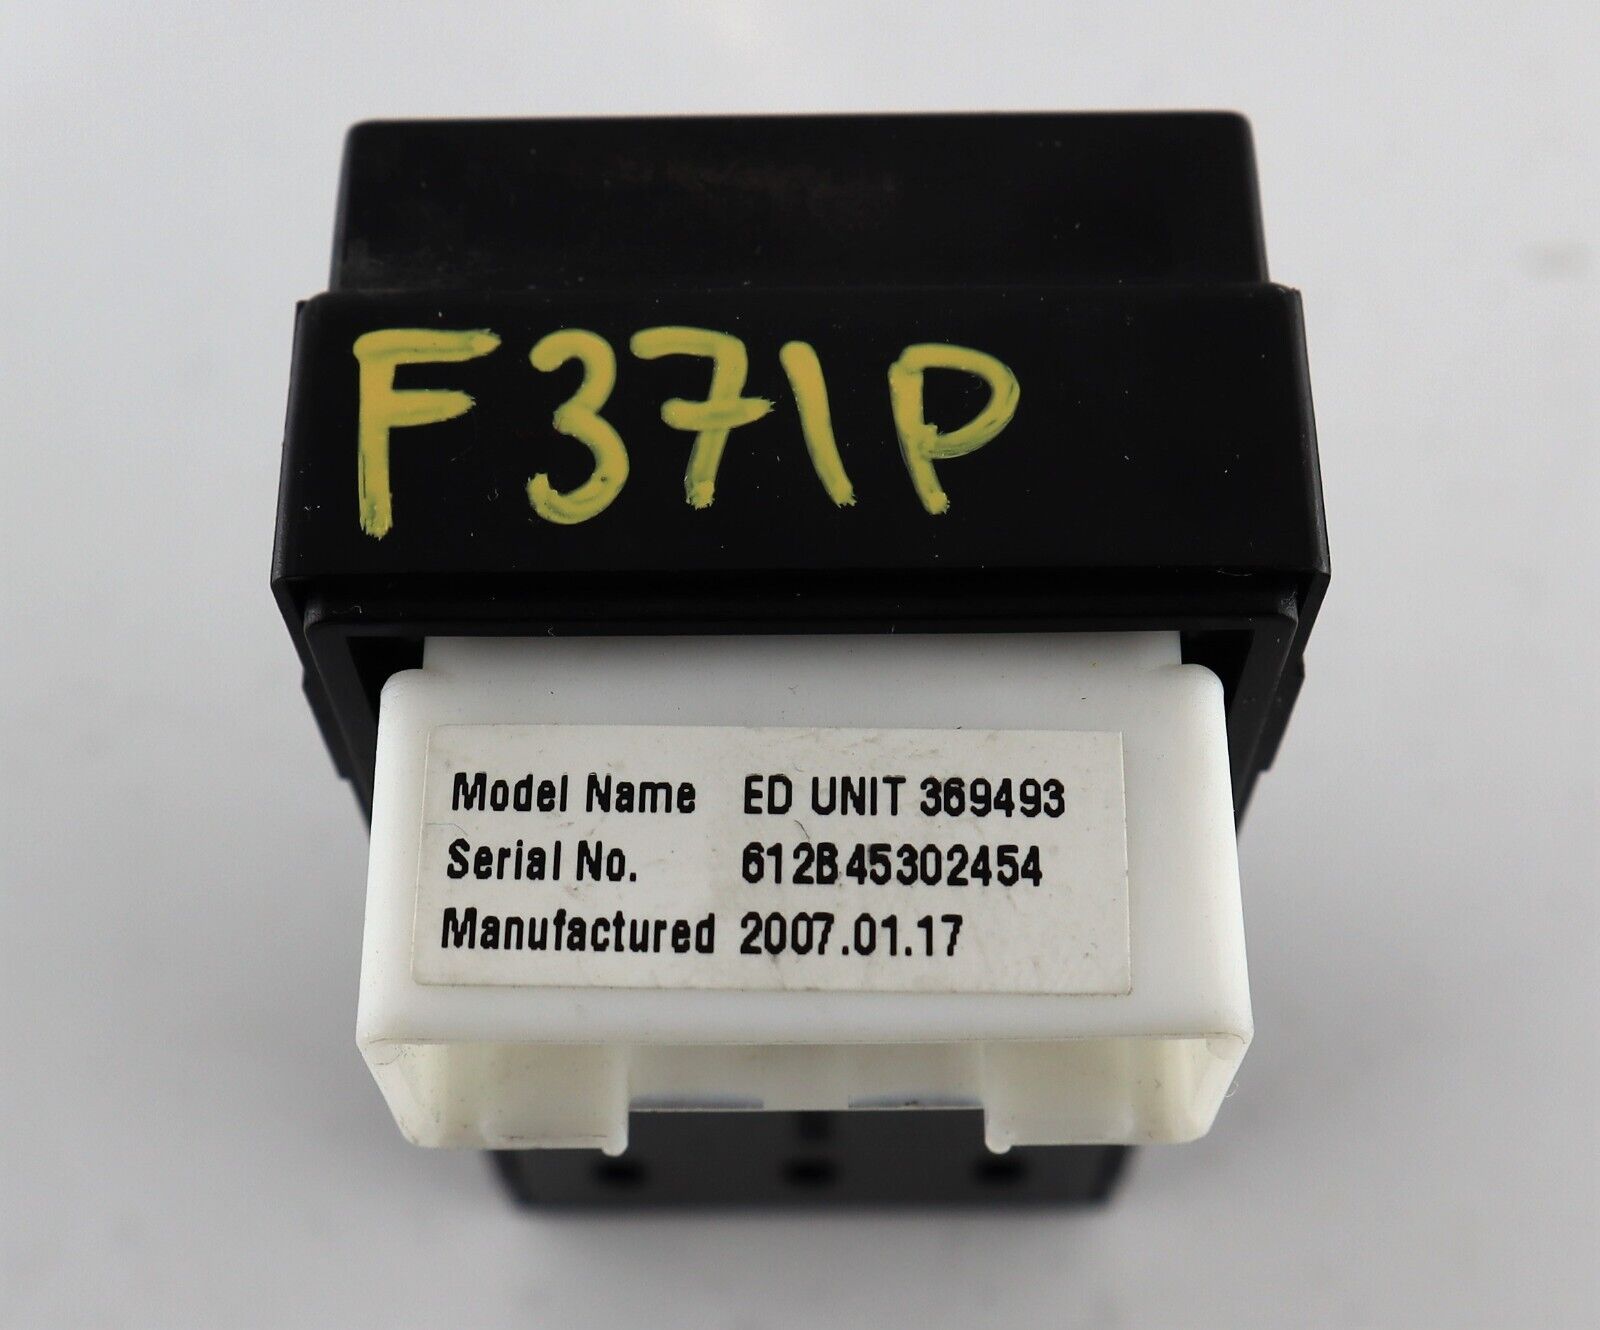 F371P
Model Name ED UNIT 369493
Serial No. 612B45302454
Manufactured 2007.01.17